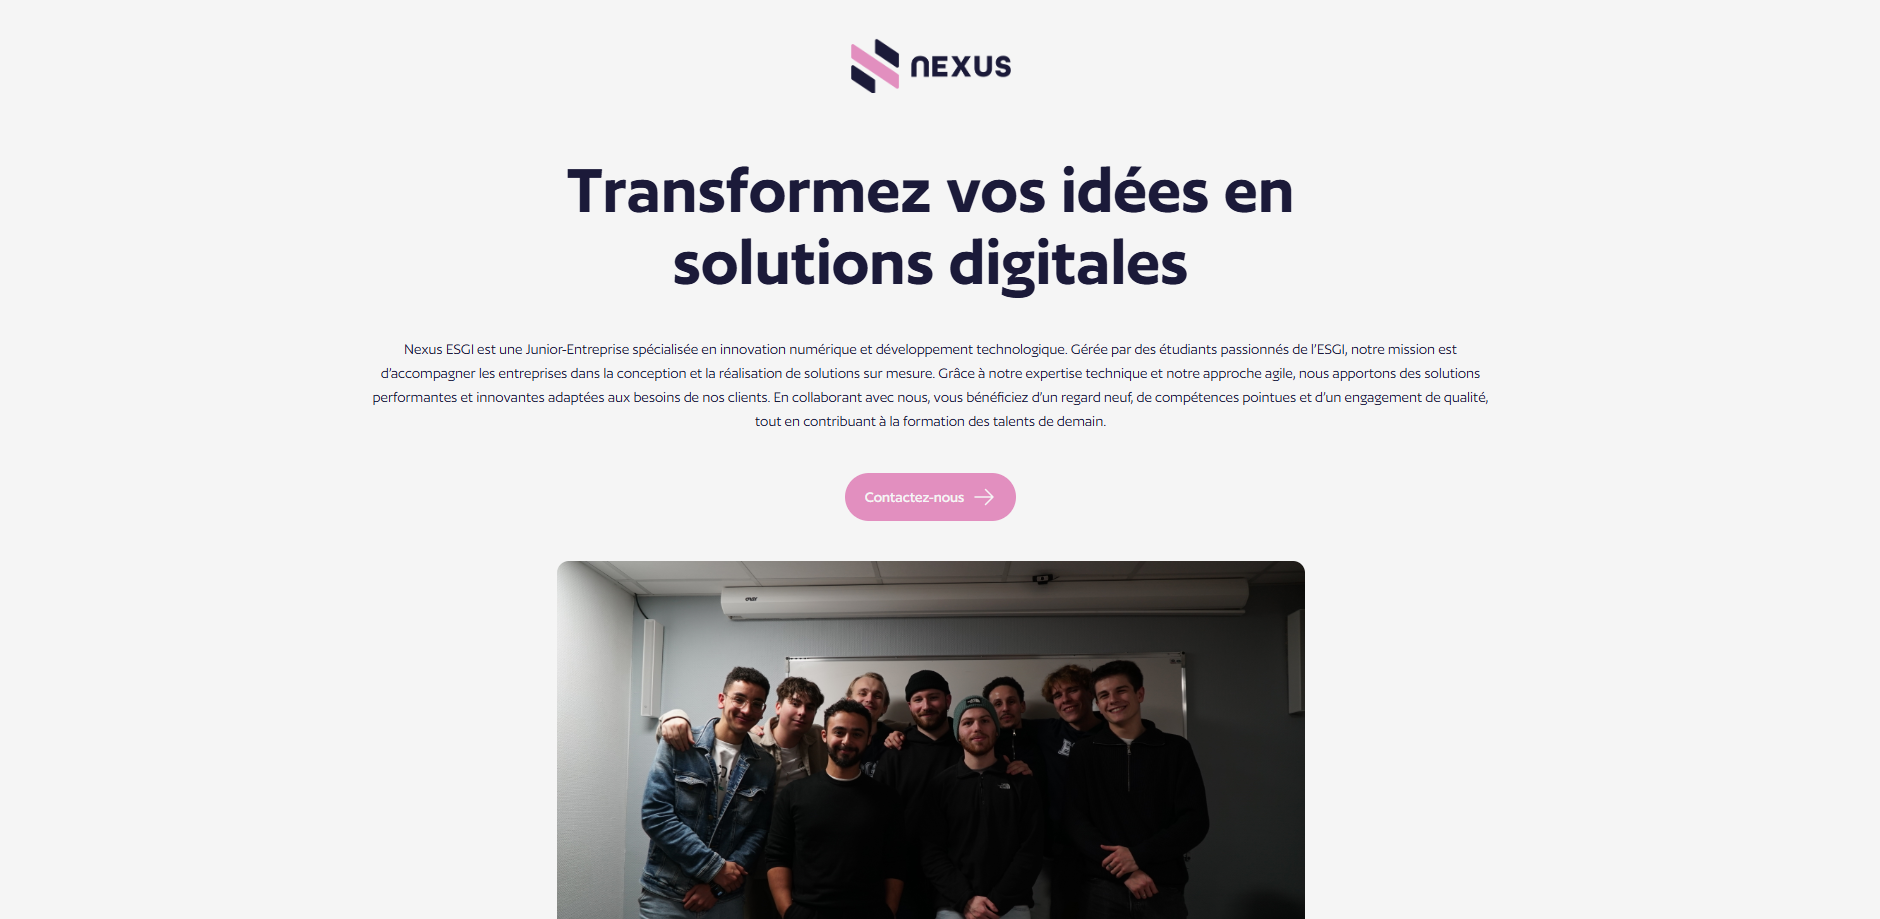 NEXUS
Transformez vos idées en
solutions digitales
Nexus ESGI est une Junior-Entreprise spécialisée en innovation numérique et développement technologique. Gérée par des étudiants passionnés de l’ESGI, notre mission est
d’accompagner les entreprises dans la conception et la réalisation de solutions sur mesure. Grâce à notre expertise technique et notre approche agile, nous apportons des solutions
performantes et innovantes adaptées aux besoins de nos clients. En collaborant avec nous, vous bénéficiez d’un regard neuf, de compétences pointues et d’un engagement de qualité,
tout en contribuant à la formation des talents de demain.
Contactez-nous